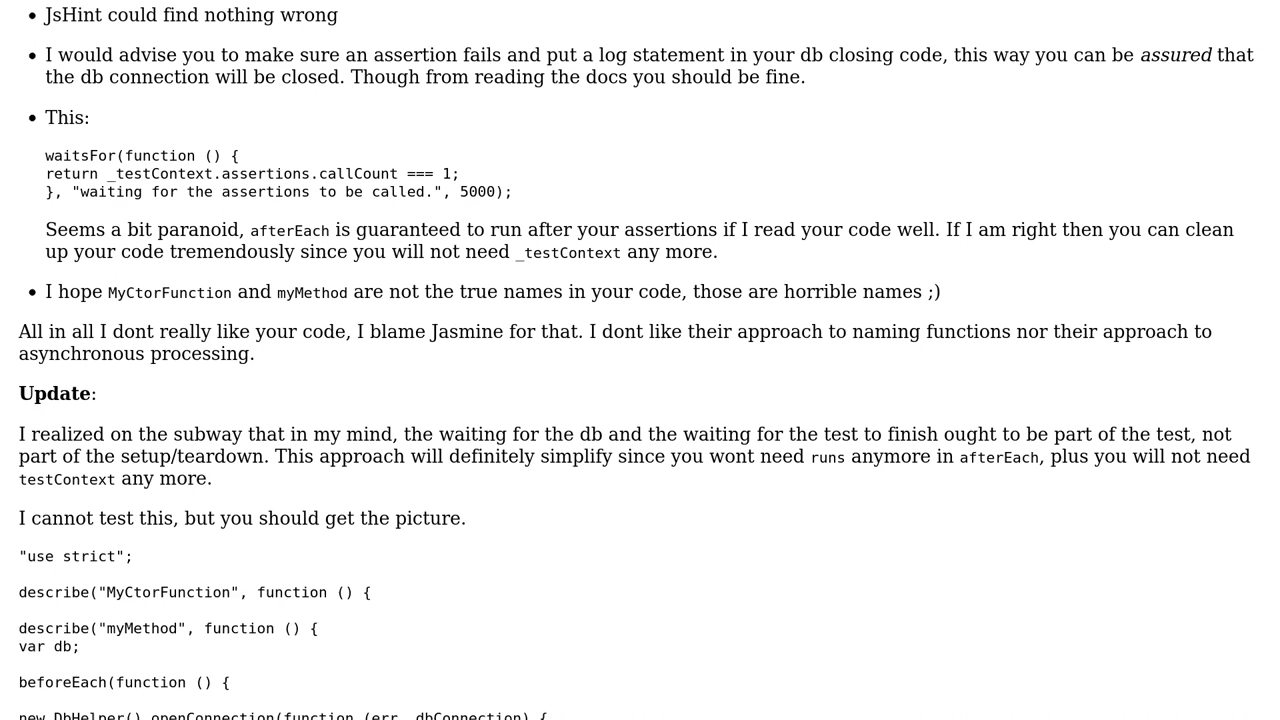 JsHint could find nothing wrong
I would advise you to make sure an assertion fails and put a log statement in your db closing code, this way you can be assured that
the db connection will be closed. Though from reading the docs you should be fine.
This:
waitsFor(function () {
return _testContext.assertions.callCount === 1;
}, "waiting for the assertions to be called.", 5000);
Seems a bit paranoid, afterEach is guaranteed to run after your assertions if I read your code well. If I am right then you can clean
up your code tremendously since you will not need _testContext any more.
I hope MyCtorFunction and myMethod are not the true names in your code, those are horrible names ;)
All in all I dont really like your code, I blame Jasmine for that. I dont like their approach to naming functions nor their approach to
asynchronous processing.
Update:
I realized on the subway that in my mind, the waiting for the db and the waiting for the test to finish ought to be part of the test, not
part of the setup/teardown. This approach will definitely simplify since you wont need runs anymore in afterEach, plus you will not need
testContext any more.
I cannot test this, but you should get the picture.
"use strict";
describe("MyCtorFunction", function () {
describe("myMethod", function () {
var db;
beforeEach(function () {
new DbHelper().openConnection(function (err, dbConnection) {